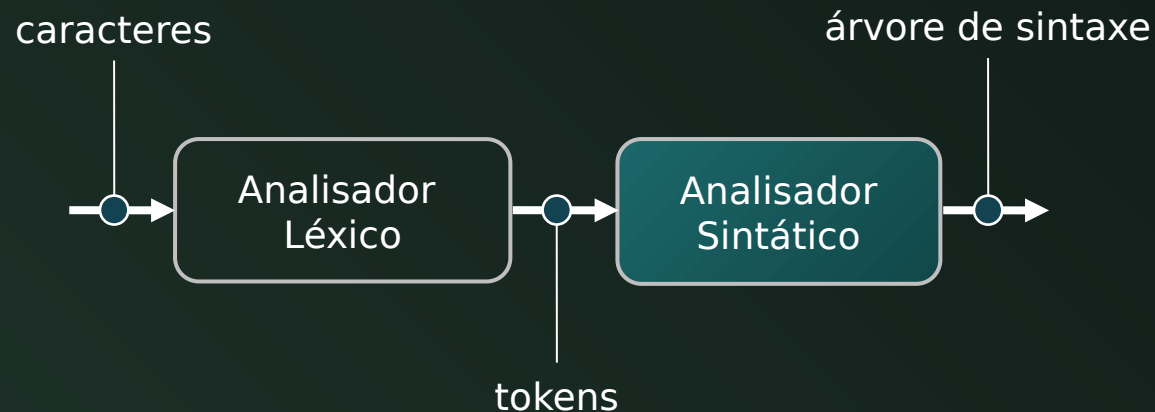 caracteres
árvore de sintaxe
Analisador
Léxico
Analisador
Sintático
tokens